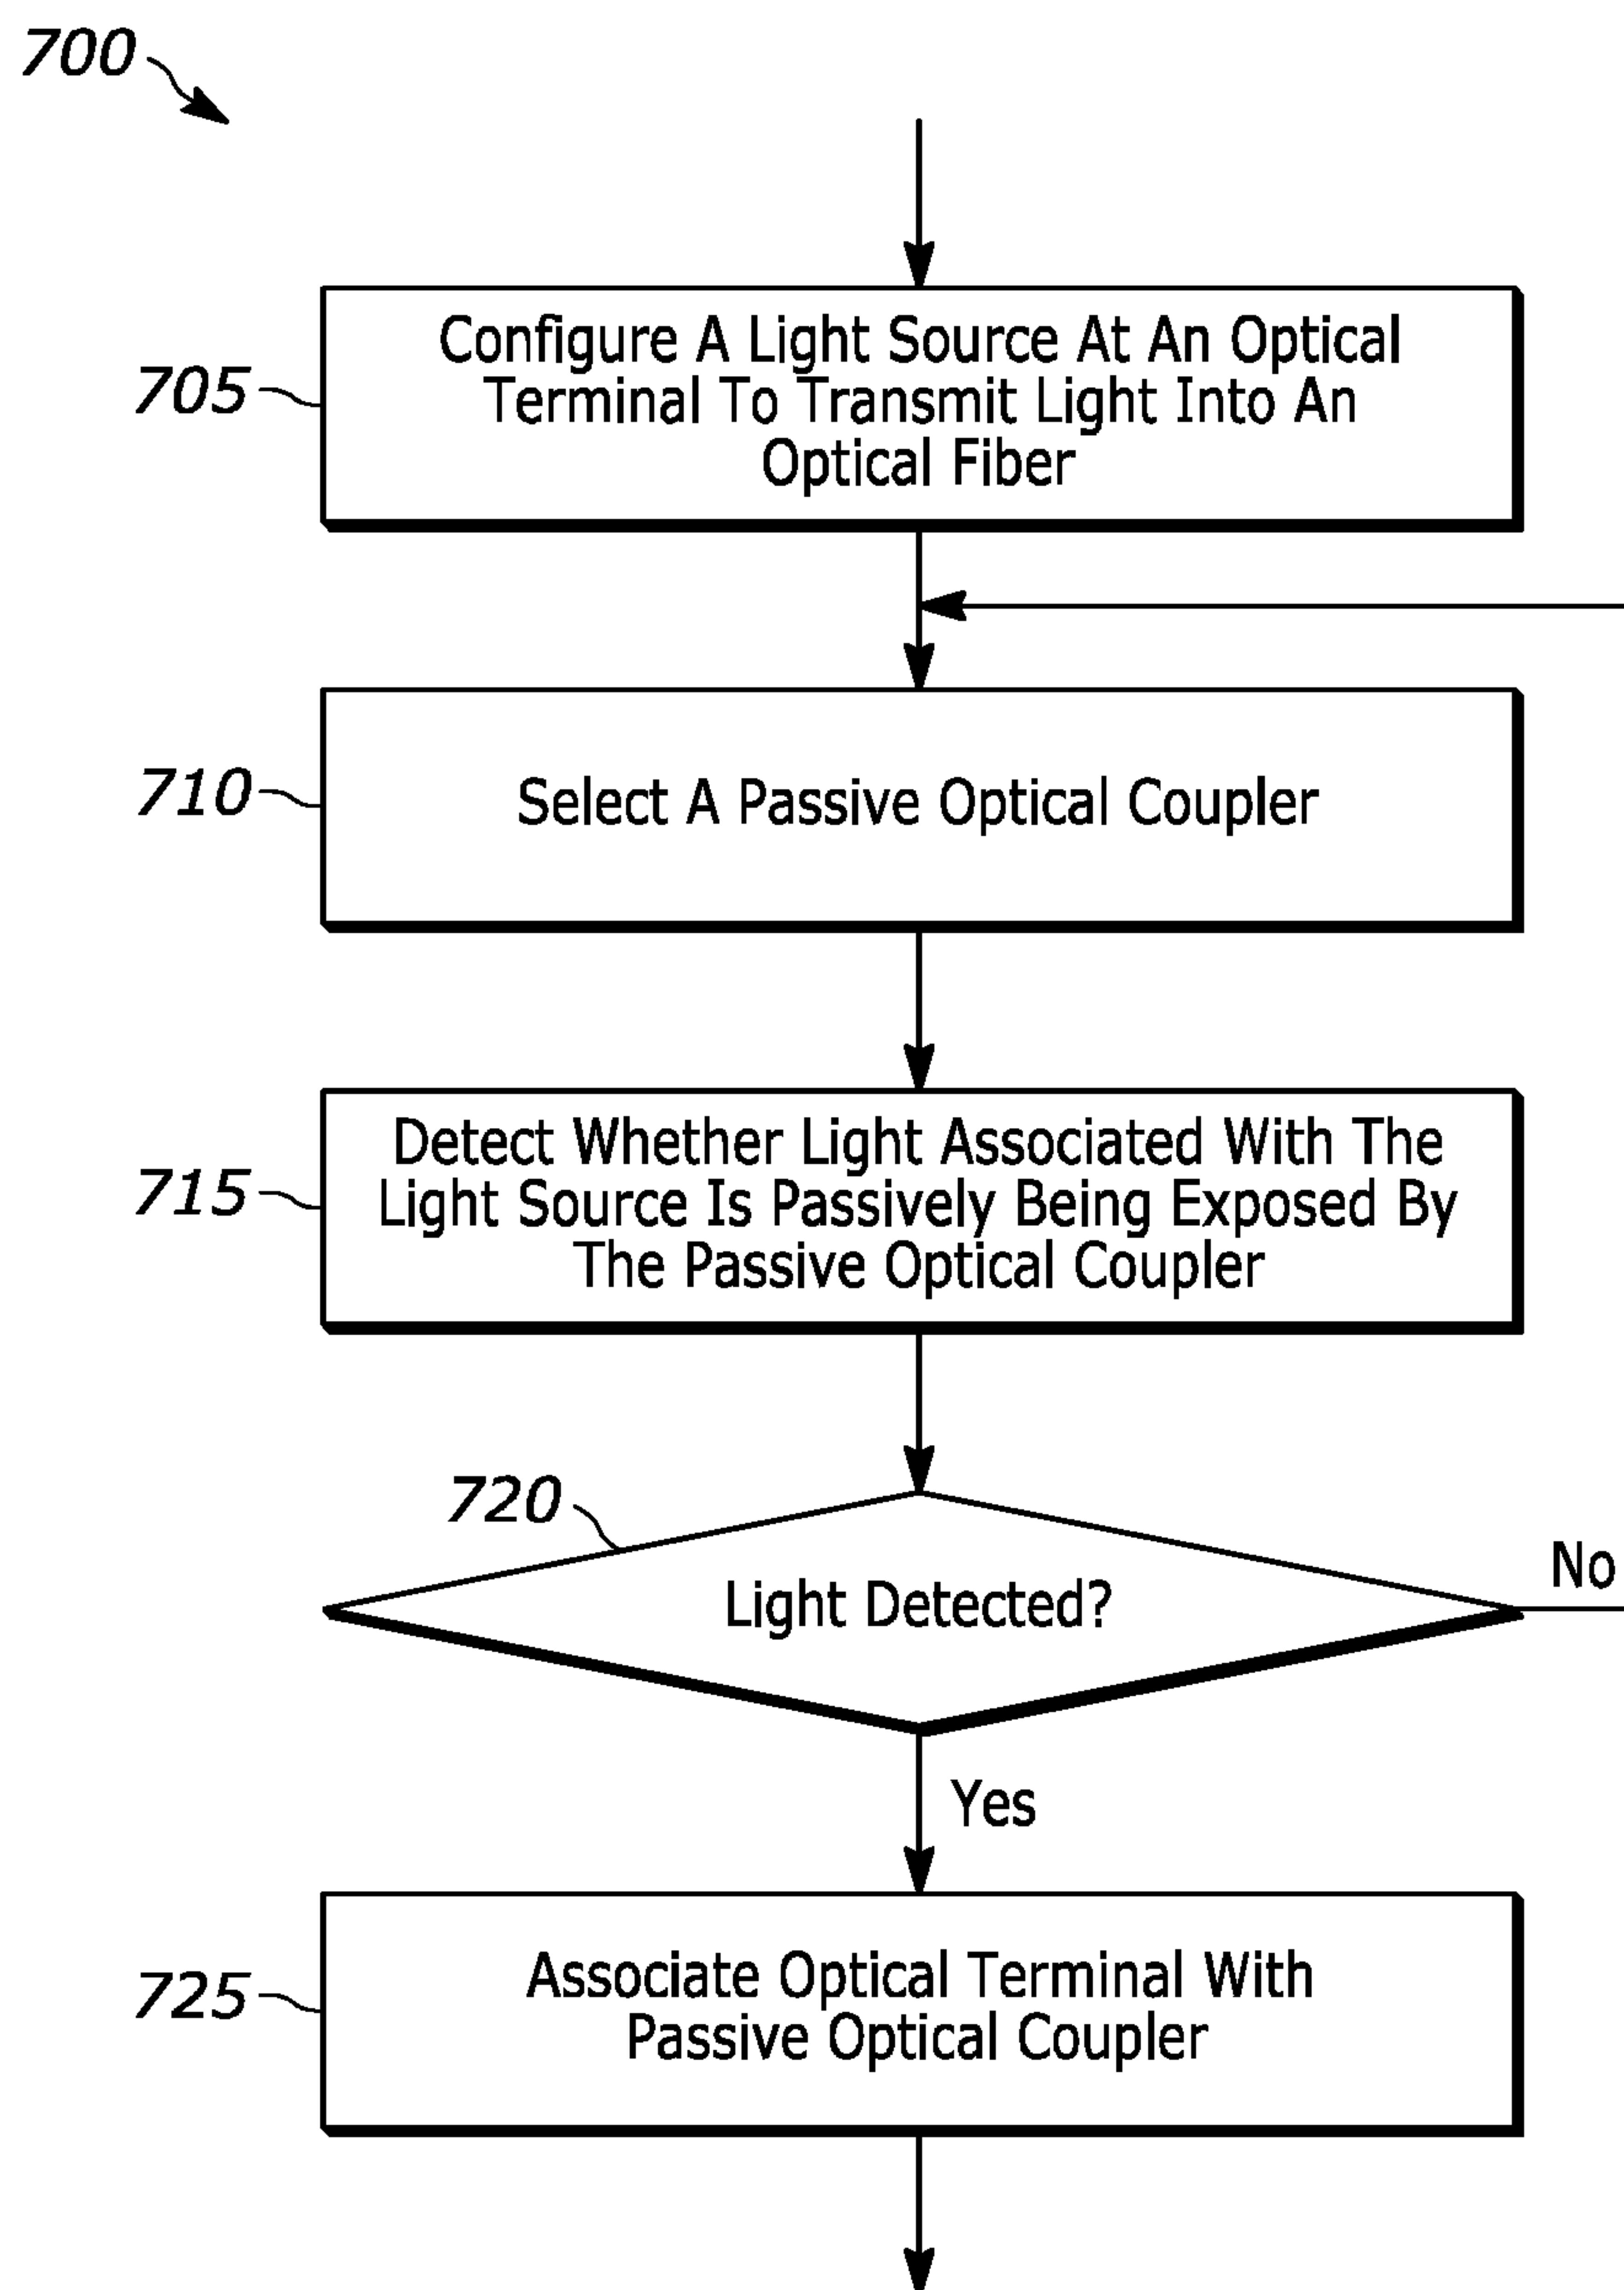 700
705
Configure A Light Source At An Optical
Terminal To Transmit Light Into An
Optical Fiber
710
Select A Passive Optical Coupler
715
Detect Whether Light Associated With The
Light Source Is Passively Being Exposed By
The Passive Optical Coupler
720
Light Detected?
No
Yes
725
Associate Optical Terminal With
Passive Optical Coupler